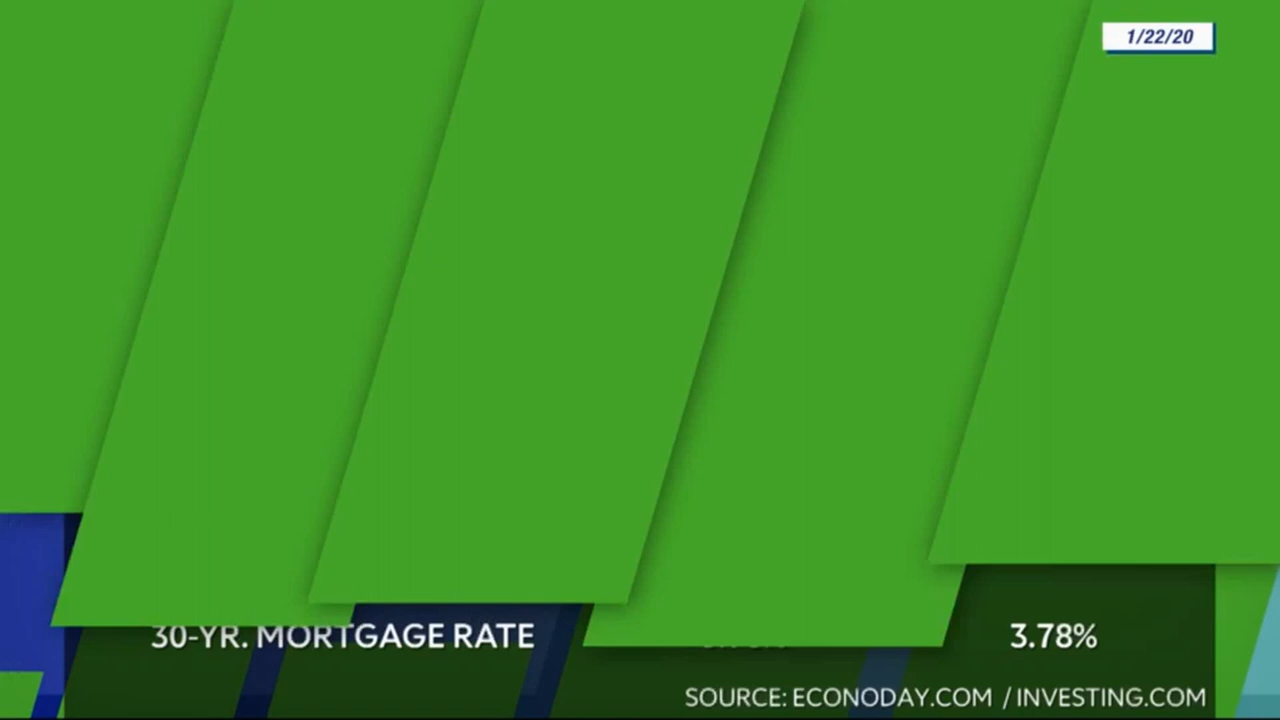 1/22/20
30-YR. MORTGAGE RATE 3.78%
SOURCE: ECONODAY.COM / INVESTING.COM